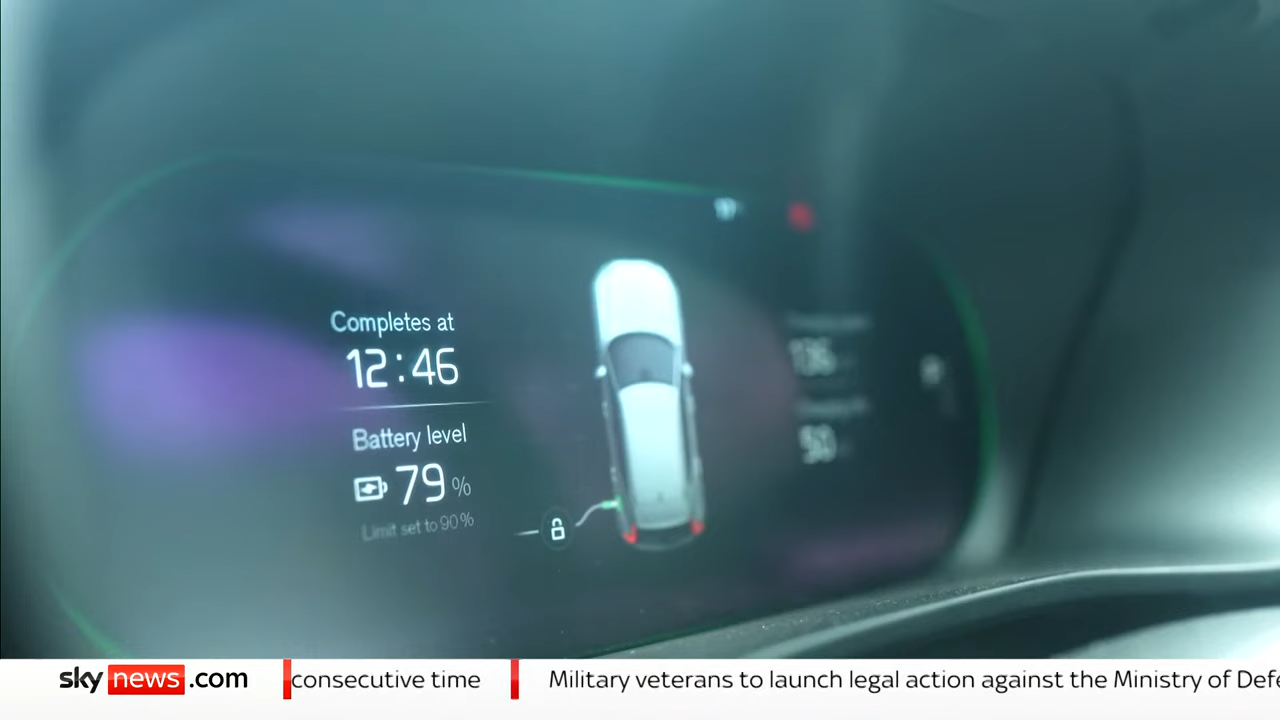 Completes at
12:46
Battery level
79 %
Limit set to 90%
sky news .com
consecutive time
Military veterans to launch legal action against the Ministry of Defe